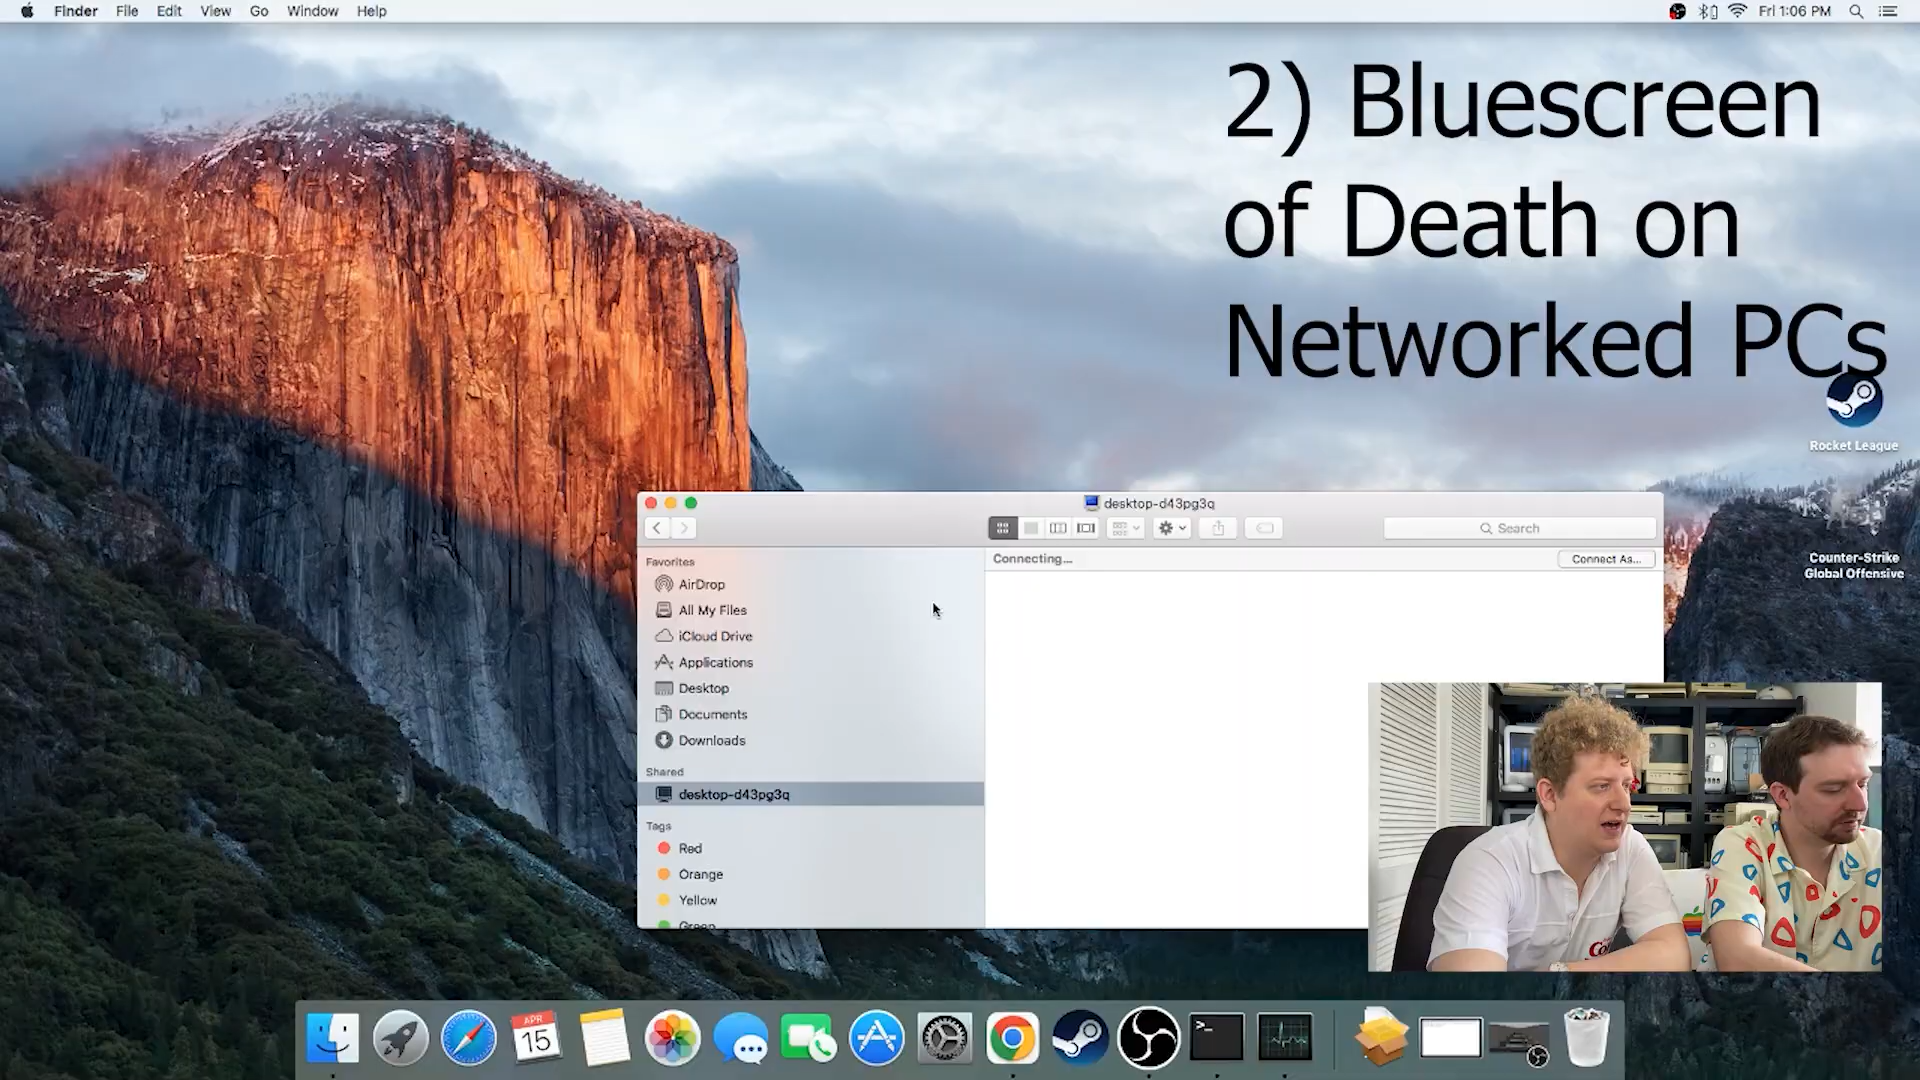 Finder File Edit View Go Window Help
Fri 1:06 PM
2) Bluescreen
of Death on
Networked PCs
Rocket League
Counter-Strike
Global Offensive
desktop-d43pg3q
Search
Favorites
AirDrop
All My Files
iCloud Drive
Applications
Desktop
Documents
Downloads
Shared
desktop-d43pg3q
Tags
Red
Orange
Yellow
Green
Connecting...
Connect As...
APR
15